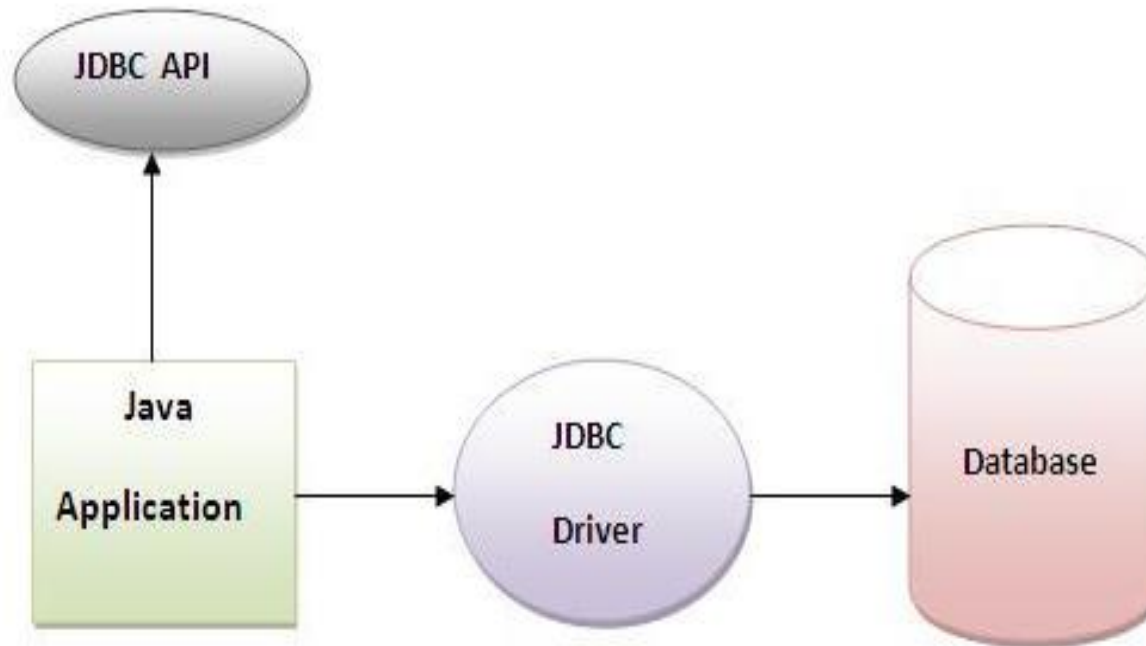 JDBC API
Java
Application
JDBC
Driver
Database